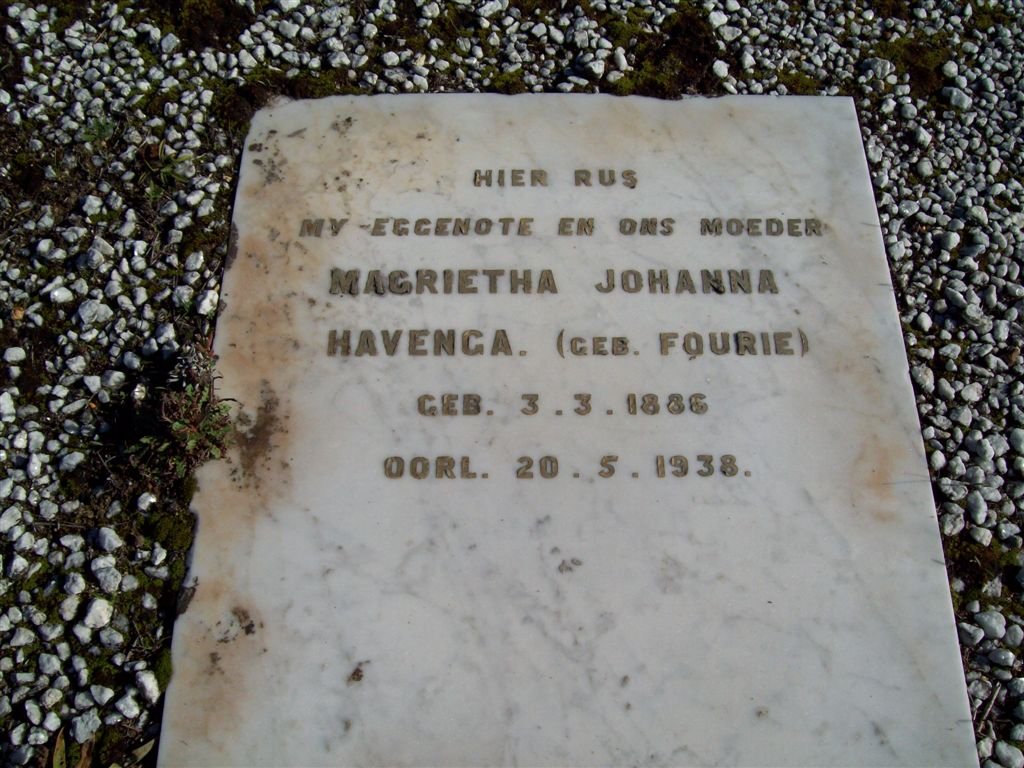 HIER RUS
MY EGGENOTE EN ONS MOEDER
MAGRIETHA JOHANNA
HAVENGA. (GEB. FOURIE)
GEB. 3.3.1886
OORL. 20.5.1938.